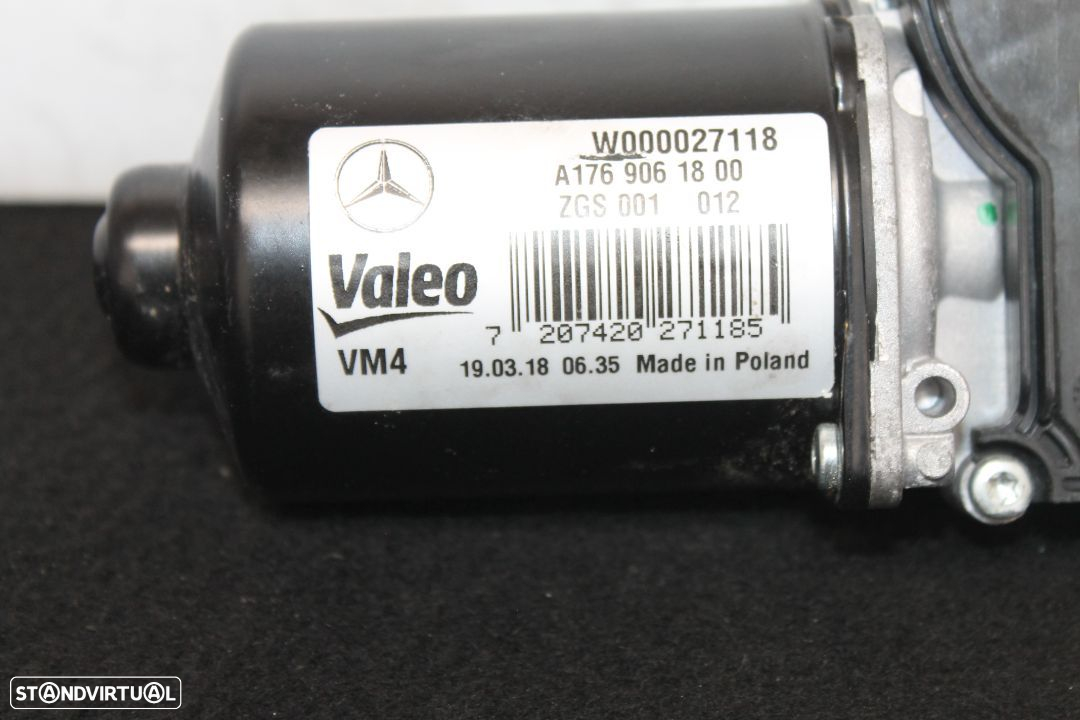 W000027118
A176 906 18 00
ZGS 001 012
Valeo
7 207420 271185
VM4
19.03.18 06.35 Made in Poland
STANDVIRTUAL